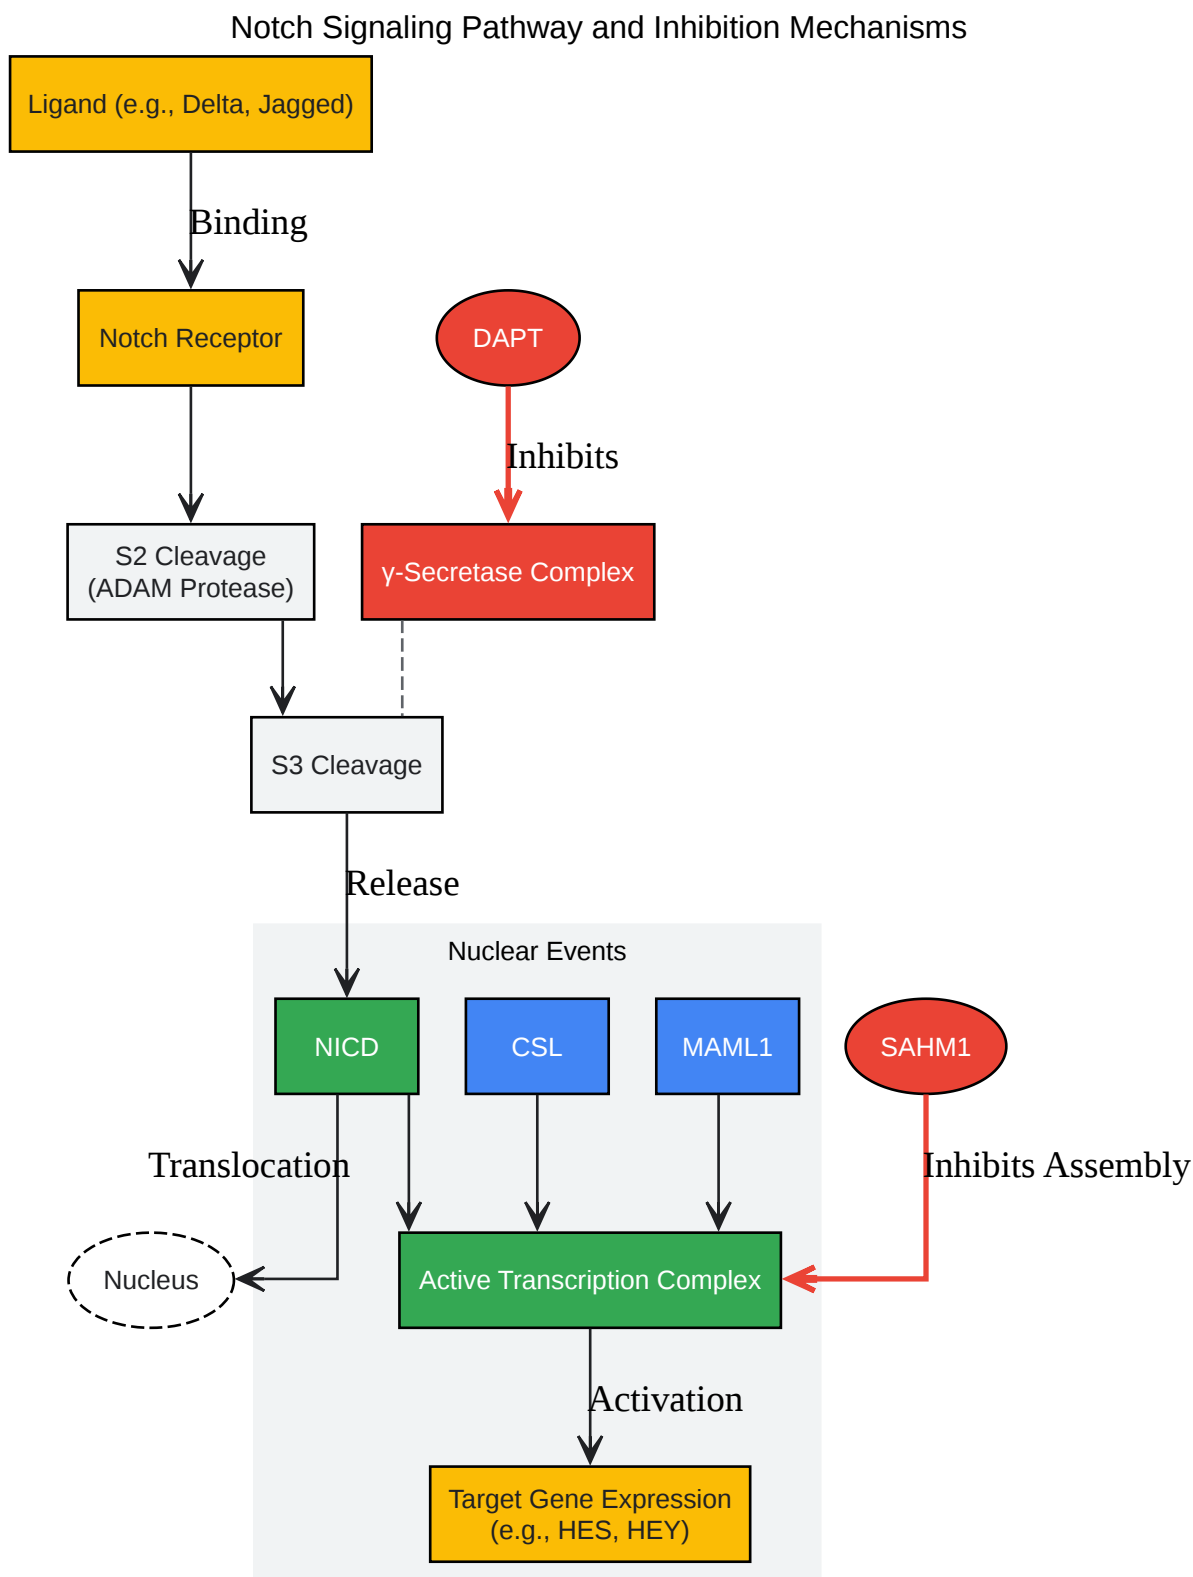 Notch Signaling Pathway and Inhibition Mechanisms
Ligand (e.g., Delta, Jagged)
Binding
Notch Receptor
DAPT
Inhibits
S2 Cleavage
(ADAM Protease)
γ-Secretase Complex
S3 Cleavage
Release
Nuclear Events
NICD
CSL
MAML1
SAHM1
Translocation
Inhibits Assembly
Nucleus
Active Transcription Complex
Activation
Target Gene Expression
(e.g., HES, HEY)